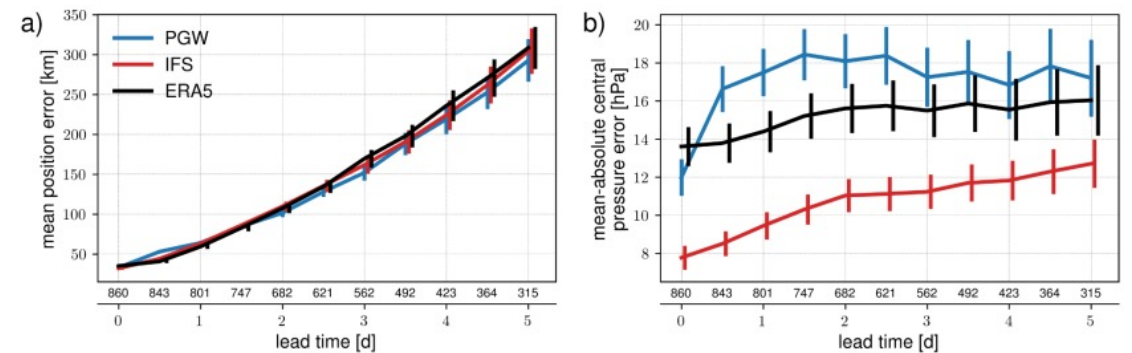 a)
mean position error [km]
350
300
250
200
150
100
50
PGW
IFS
ERA5
860 843 801 747 682 621 562 492 423 364 315
0 1 2 3 4 5
lead time [d]
b)
mean-absolute central
pressure error [hPa]
20
18
16
14
12
10
8
860 843 801 747 682 621 562 492 423 364 315
0 1 2 3 4 5
lead time [d]